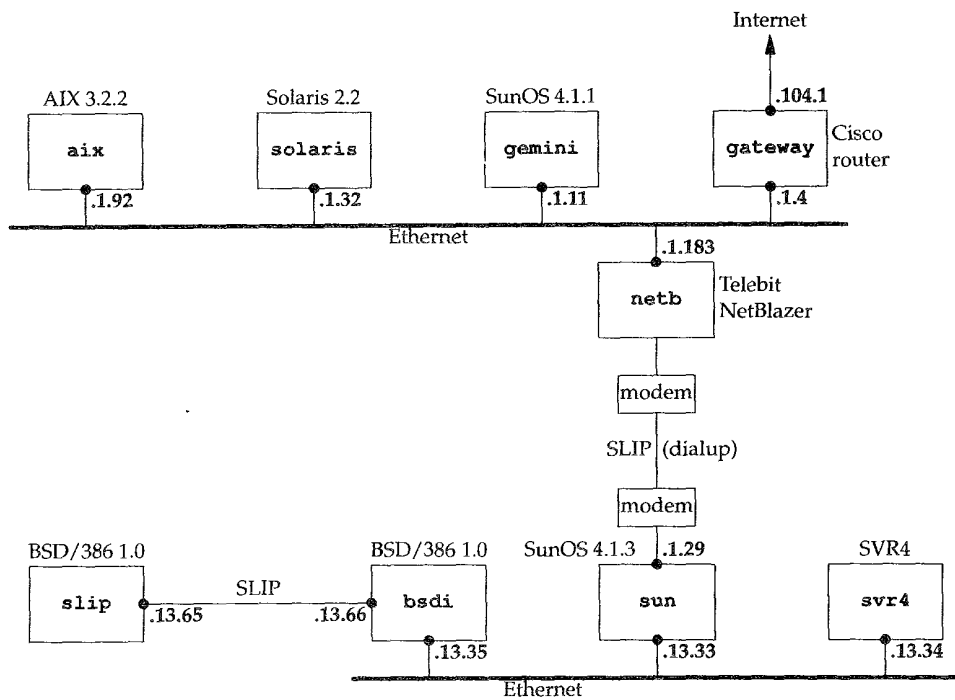 Internet
AIX 3.2.2
Solaris 2.2
SunOS 4.1.1
.104.1
aix
solaris
gemini
gateway
Cisco
router
.1.92
.1.32
.1.11
.1.4
Ethernet
.1.183
netb
Telebit
NetBlazer
modem
SLIP (dialup)
modem
BSD/386 1.0
BSD/386 1.0
SunOS 4.1.3
.1.29
SVR4
slip
SLIP
bsdi
sun
svr4
.13.65
.13.66
.13.35
.13.33
.13.34
Ethernet